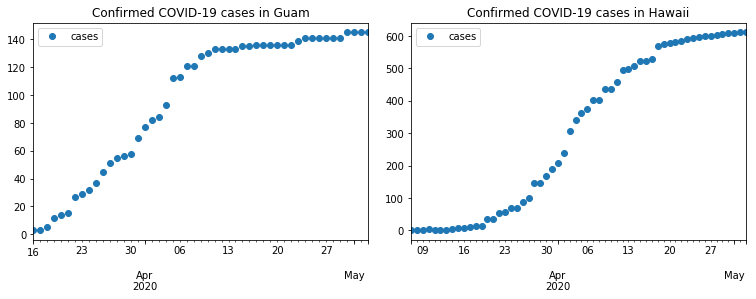 Confirmed COVID-19 cases in Guam
cases
140
120
100
80
60
40
20
0
16 23 30 06 13 20 27
Apr May
2020
Confirmed COVID-19 cases in Hawaii
cases
600
500
400
300
200
100
0
09 16 23 30 06 13 20 27
Apr May
2020